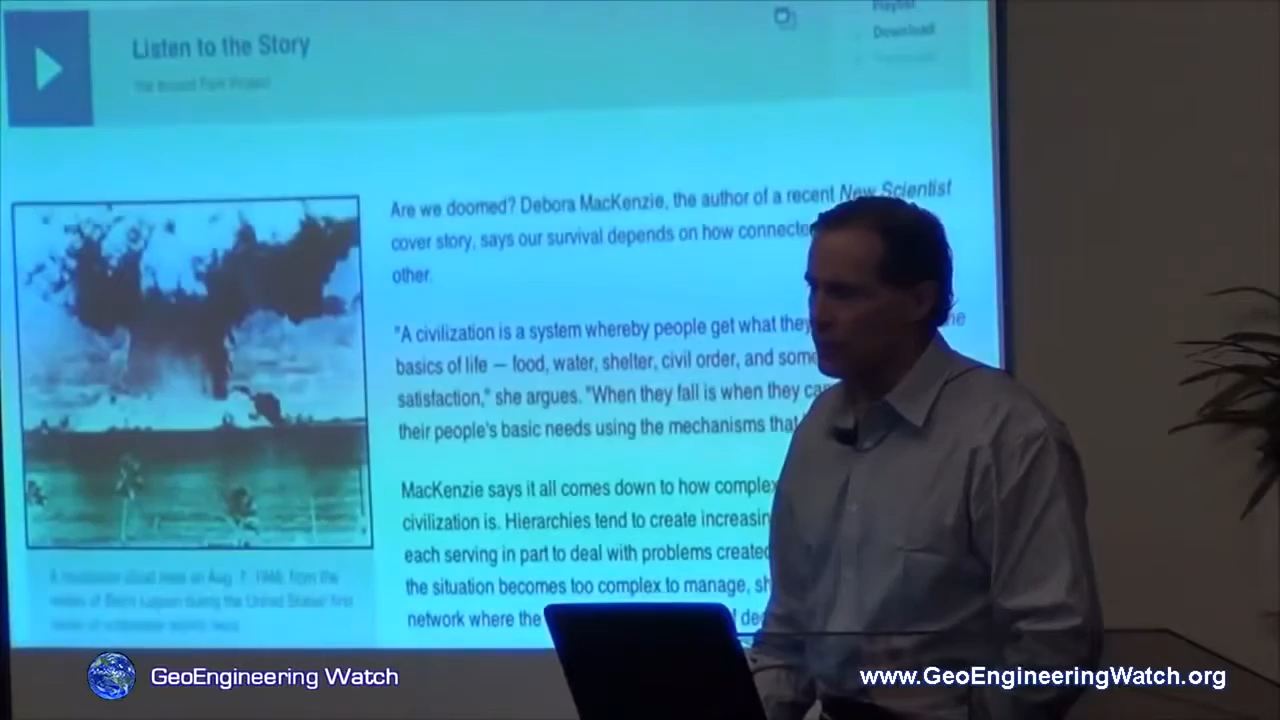 Playlist
Listen to the Story
Download
Are we doomed? Debora MacKenzie, the author of a recent New Scientist
cover story, says our survival depends on how connecte
other.
"A civilization is a system whereby people get what they
basics of life — food, water, shelter, civil order, and some
satisfaction," she argues. "When they fall is when they ca
their people's basic needs using the mechanisms that
MacKenzie says it all comes down to how complex
civilization is. Hierarchies tend to create increasin
each serving in part to deal with problems created
the situation becomes too complex to manage, sh
network where the
GeoEngineering Watch
www.GeoEngineeringWatch.org